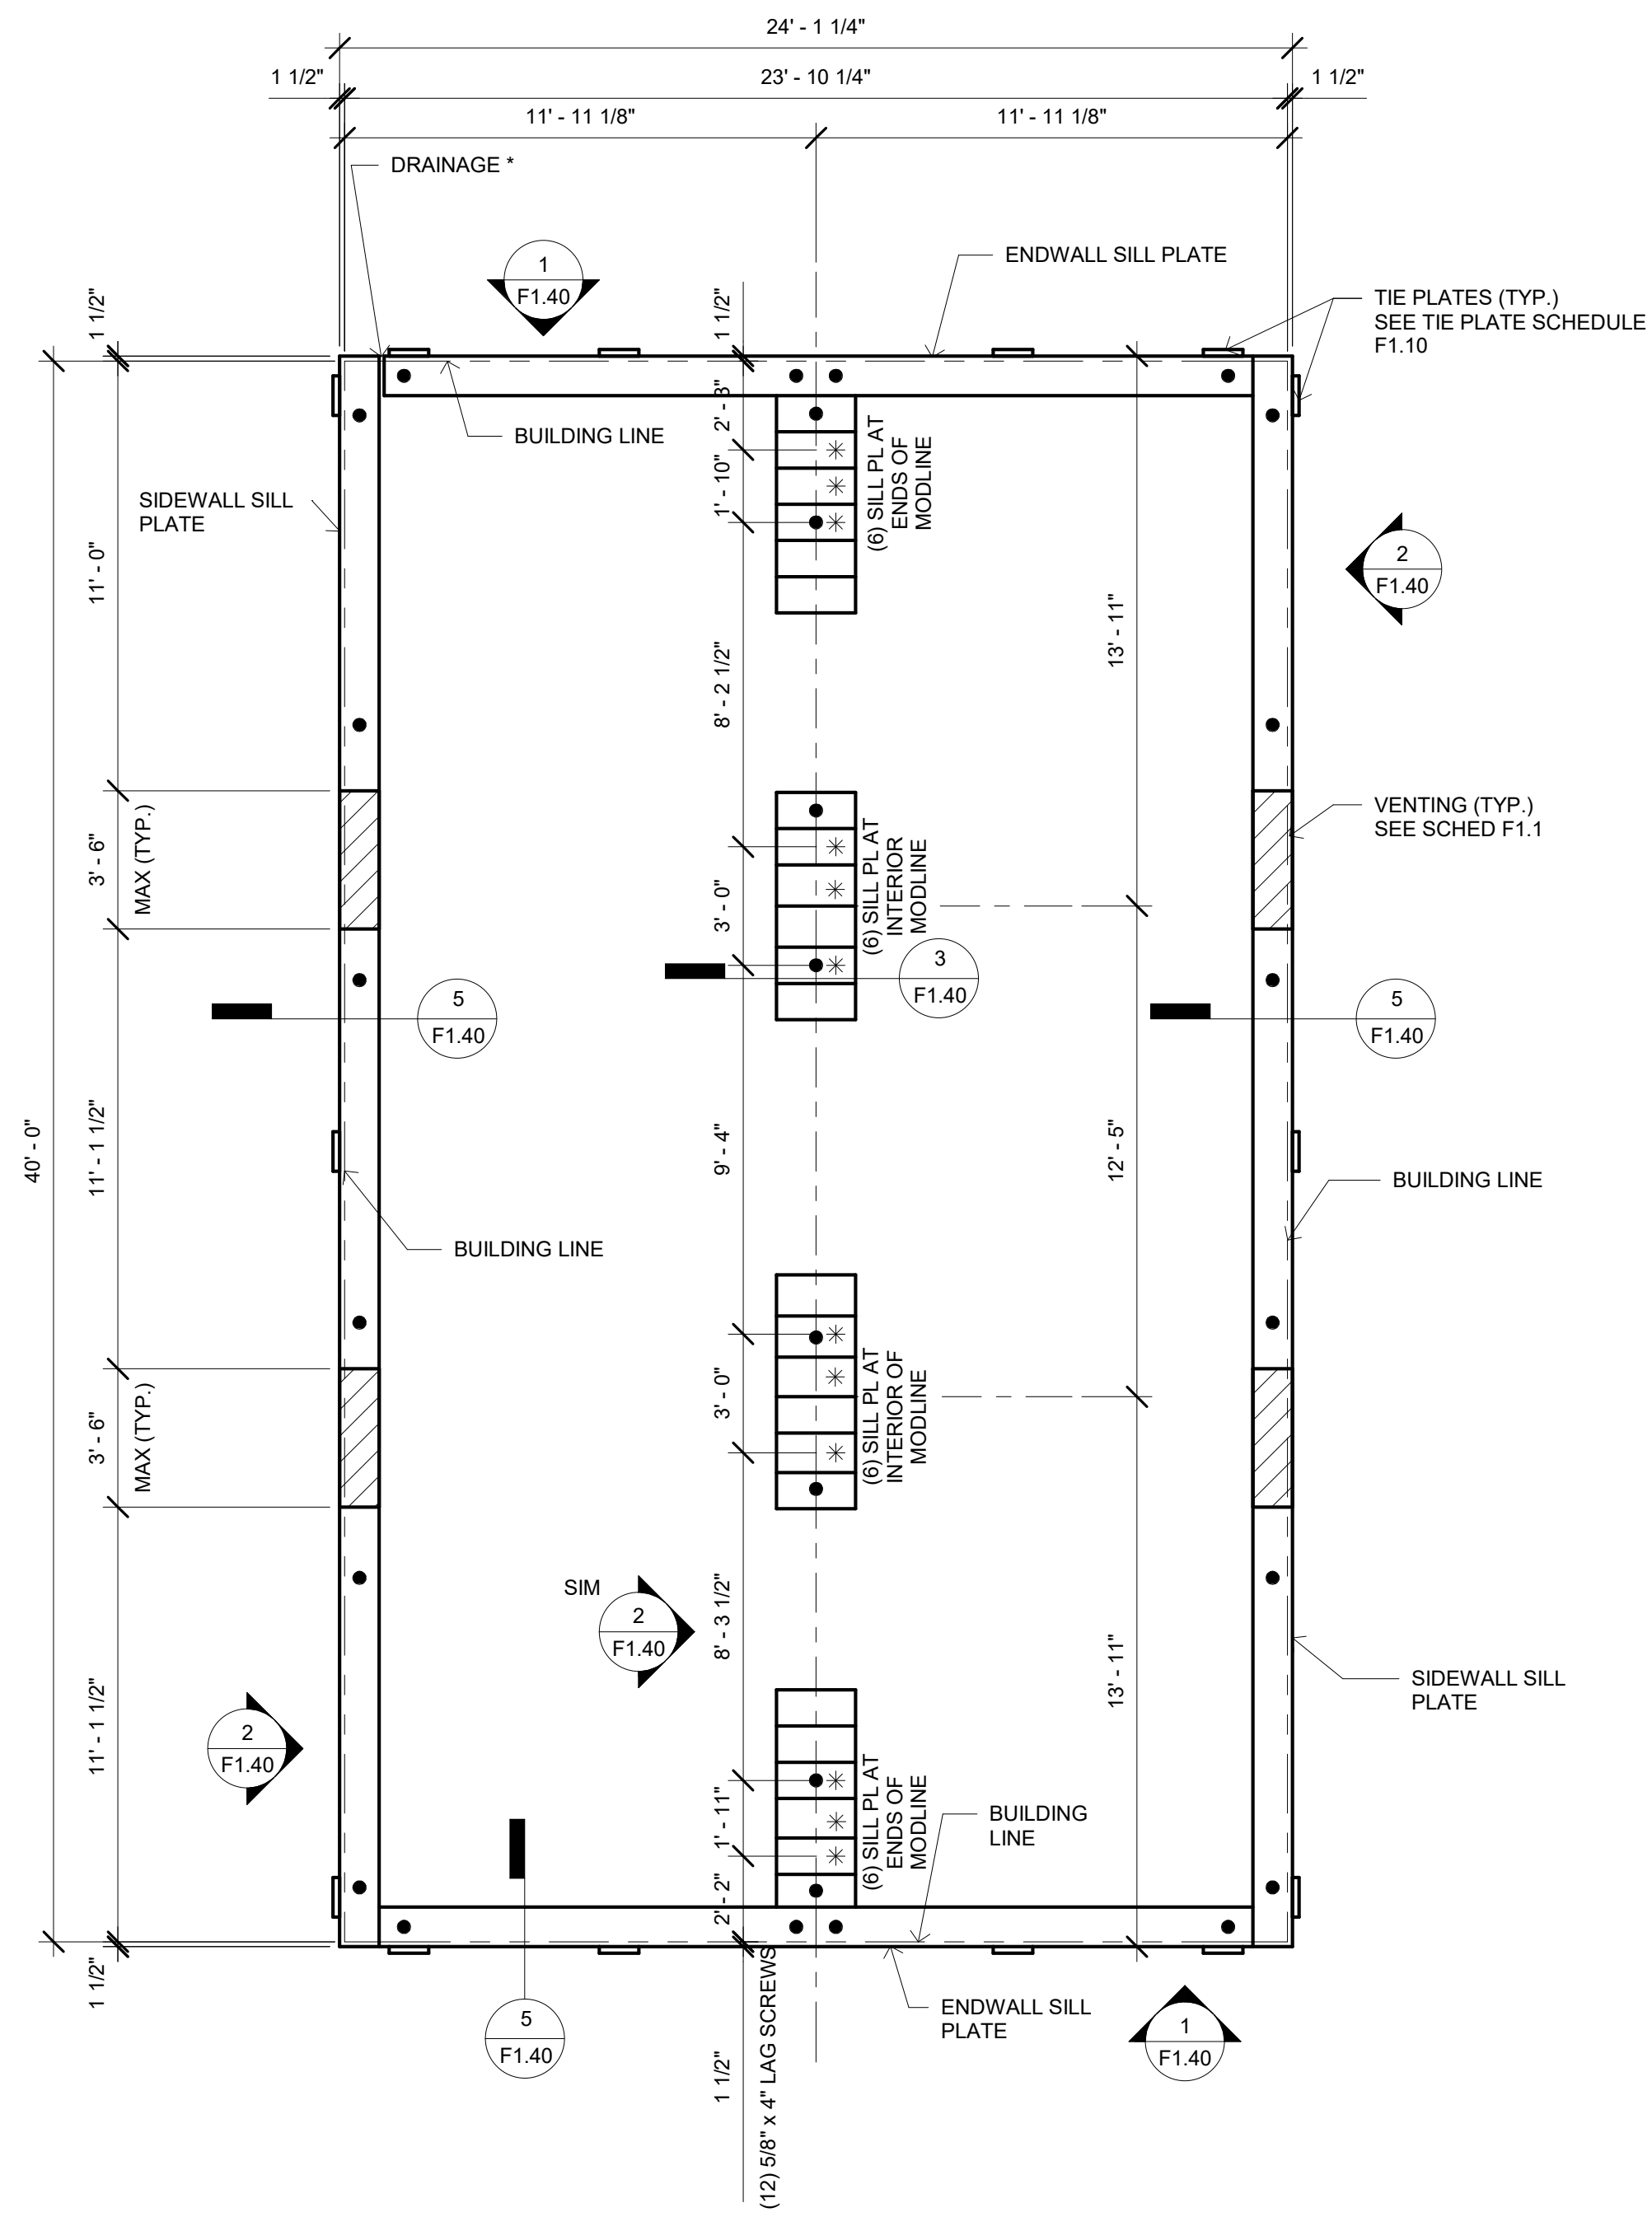 24' - 1 1/4"
1 1/2"
23' - 10 1/4"
1 1/2"
11' - 11 1/8"
11' - 11 1/8"
DRAINAGE *
1
F1.40
ENDWALL SILL PLATE
TIE PLATES (TYP.)
SEE TIE PLATE SCHEDULE
F1.10
1 1/2"
1 1/2"
2' - 3"
BUILDING LINE
1' - 10"
(6) SILL PL AT
ENDS OF
MODLINE
SIDEWALL SILL
PLATE
11' - 0"
2
F1.40
13' - 11"
8' - 2 1/2"
3' - 6"
MAX (TYP.)
VENTING (TYP.)
SEE SCHED F1.1
3' - 0"
(6) SILL PL AT
INTERIOR
MODLINE
3
F1.40
5
F1.40
5
F1.40
40' - 0"
11' - 1 1/2"
9' - 4"
12' - 5"
BUILDING LINE
BUILDING LINE
3' - 6"
MAX (TYP.)
3' - 0"
(6) SILL PL AT
INTERIOR OF
MODLINE
SIM
2
F1.40
8' - 3 1/2"
13' - 11"
SIDEWALL SILL
PLATE
11' - 1 1/2"
2
F1.40
1' - 11"
(6) SILL PL AT
ENDS OF
MODLINE
BUILDING
LINE
2' - 2"
1 1/2"
5
F1.40
1 1/2"
(12) 5/8" x 4" LAG SCREWS
ENDWALL SILL
PLATE
1
F1.40